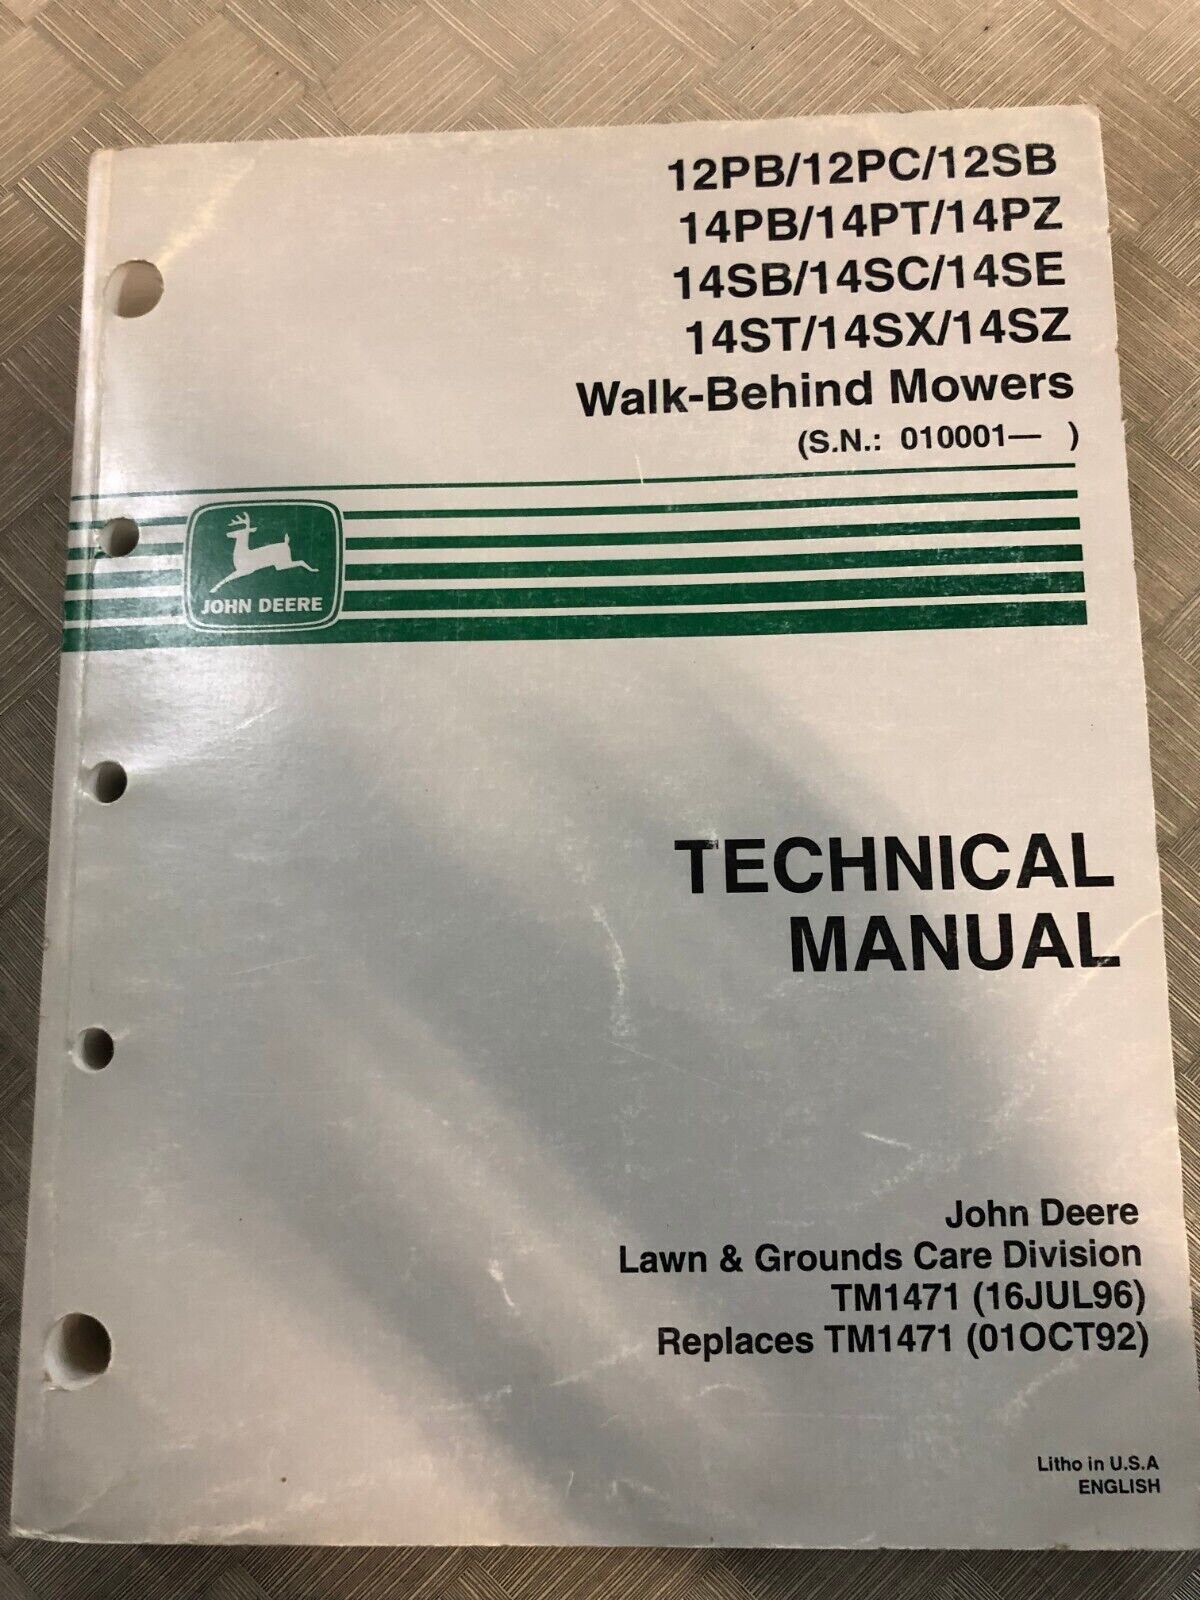 12PB/12PC/12SB
14PB/14PT/14PZ
14SB/14SC/14SE
14ST/14SX/14SZ
Walk-Behind Mowers
(S.N.: 010001— )
JOHN DEERE
TECHNICAL
MANUAL
John Deere
Lawn & Grounds Care Division
TM1471 (16JUL96)
Replaces TM1471 (01OCT92)
Litho in U.S.A
ENGLISH